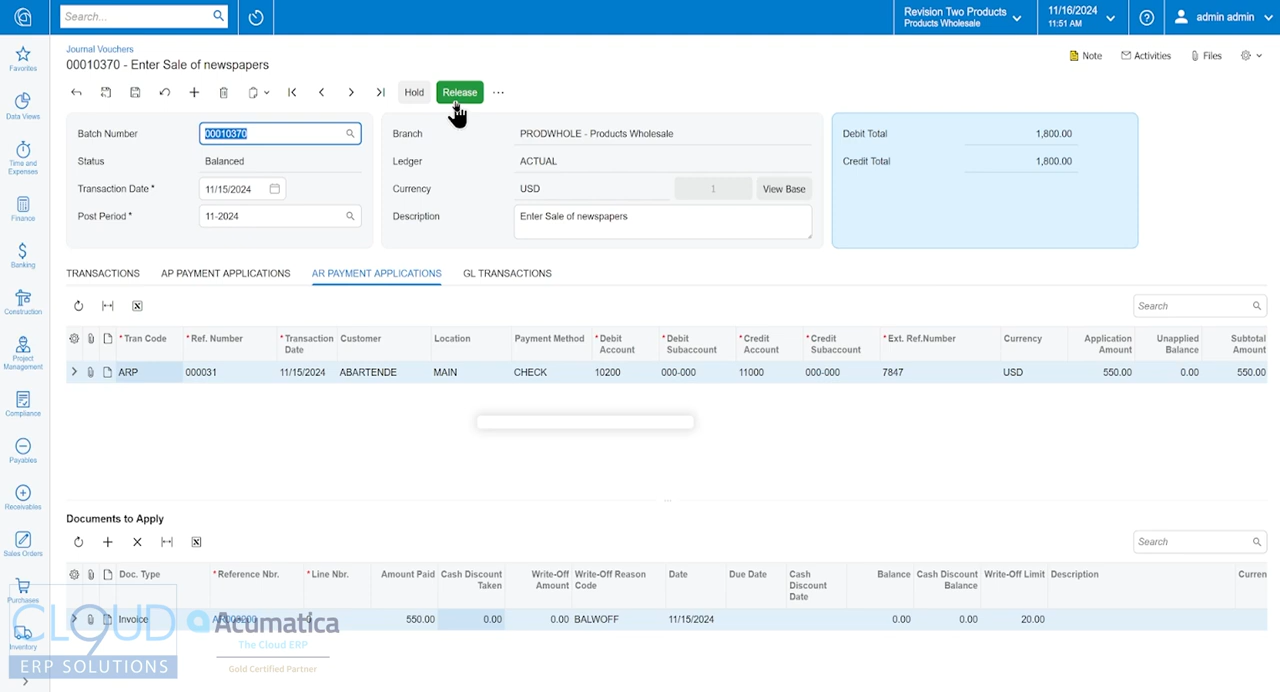 Search...
Revision Two Products
Products Wholesale
11/16/2024
11:51 AM
admin admin
Favorites
Data Views
Time and
Expenses
Finance
Banking
Construction
Project
Management
Compliance
Payables
Receivables
Sales Orders
Purchases
Inventory
Journal Vouchers
00010370 - Enter Sale of newspapers
Note
Activities
Files
Hold
Release
Batch Number
00010370
Status
Balanced
Transaction Date *
11/15/2024
Post Period *
11-2024
Branch
PRODWHOLE - Products Wholesale
Ledger
ACTUAL
Currency
USD
1
View Base
Description
Enter Sale of newspapers
Debit Total
1,800.00
Credit Total
1,800.00
TRANSACTIONS AP PAYMENT APPLICATIONS AR PAYMENT APPLICATIONS GL TRANSACTIONS
Search
* Tran Code * Ref. Number * Transaction Date Customer Location Payment Method * Debit Account * Debit Subaccount * Credit Account * Credit Subaccount * Ext. Ref.Number Currency Application Amount Unapplied Balance Subtotal Amount
ARP 000031 11/15/2024 ABARTENDE MAIN CHECK 10200 000-000 11000 000-000 7847 USD 550.00 0.00 550.00
Documents to Apply
Search
Doc. Type * Reference Nbr. * Line Nbr. Amount Paid Cash Discount Taken Write-Off Amount Write-Off Reason Code Date Due Date Cash Discount Date Balance Cash Discount Balance Write-Off Limit Description Curren
Invoice 550.00 0.00 0.00 BALWOFF 11/15/2024 0.00 0.00 20.00
CLOUD 9
ERP SOLUTIONS
a Acumatica
The Cloud ERP
Gold Certified Partner